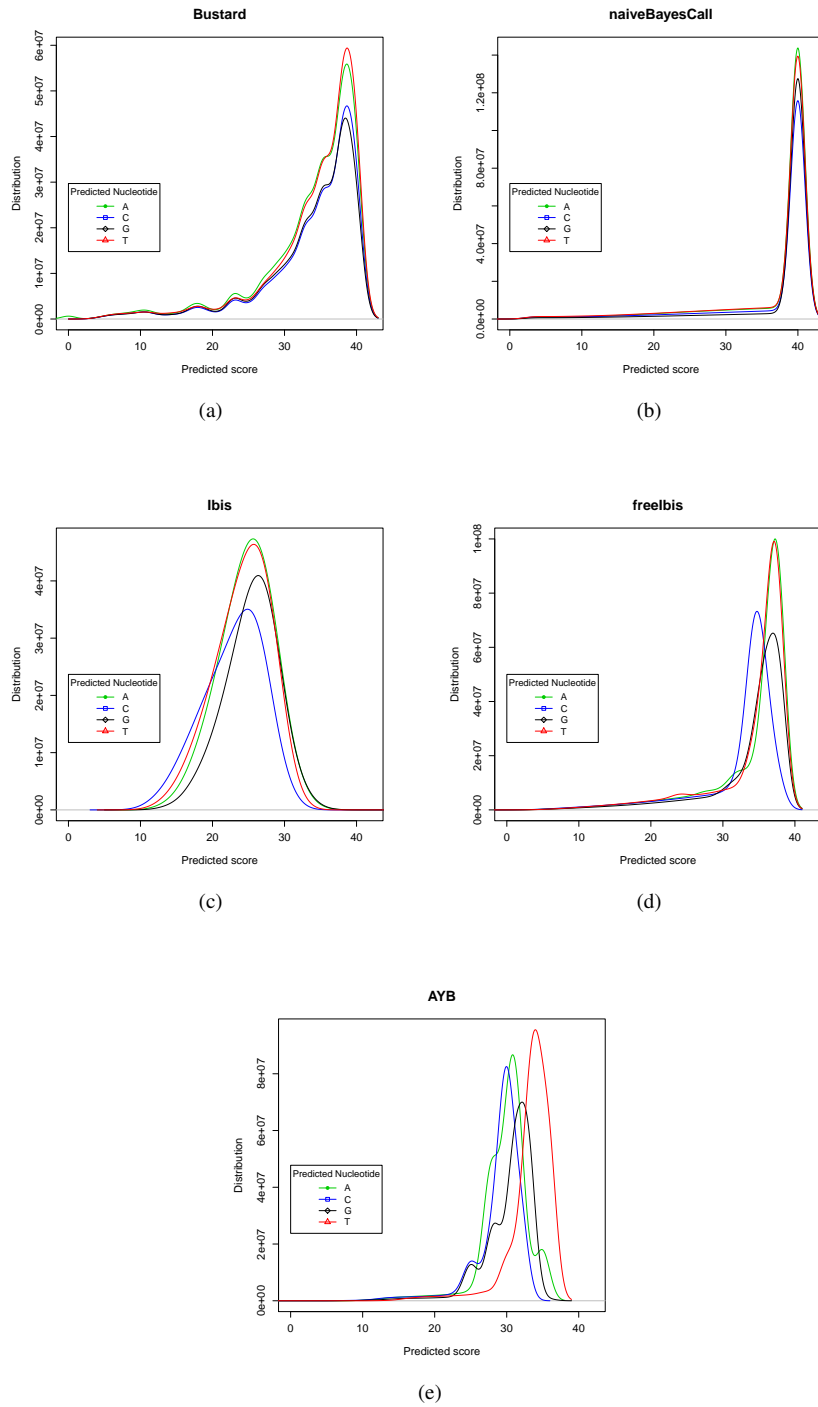 Bustard
Distribution
0e+00 1e+07 2e+07 3e+07 4e+07 5e+07 6e+07
Predicted Nucleotide
A
C
G
T
0 10 20 30 40
Predicted score
(a)
naiveBayesCall
Distribution
0.0e+00 4.0e+07 8.0e+07 1.2e+08
Predicted Nucleotide
A
C
G
T
0 10 20 30 40
Predicted score
(b)
Ibis
Distribution
0e+00 1e+07 2e+07 3e+07 4e+07
Predicted Nucleotide
A
C
G
T
0 10 20 30 40
Predicted score
(c)
freeIbis
Distribution
0e+00 2e+07 4e+07 6e+07 8e+07 1e+08
Predicted Nucleotide
A
C
G
T
0 10 20 30 40
Predicted score
(d)
AYB
Distribution
0e+00 2e+07 4e+07 6e+07 8e+07
Predicted Nucleotide
A
C
G
T
0 10 20 30 40
Predicted score
(e)